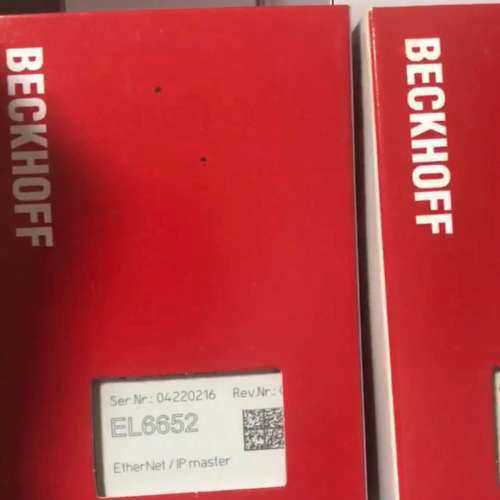 BECKHOFF
BECKHOFF
Ser.Nr.: 04220216 Rev.Nr.:
EL6652
EtherNet / IP master